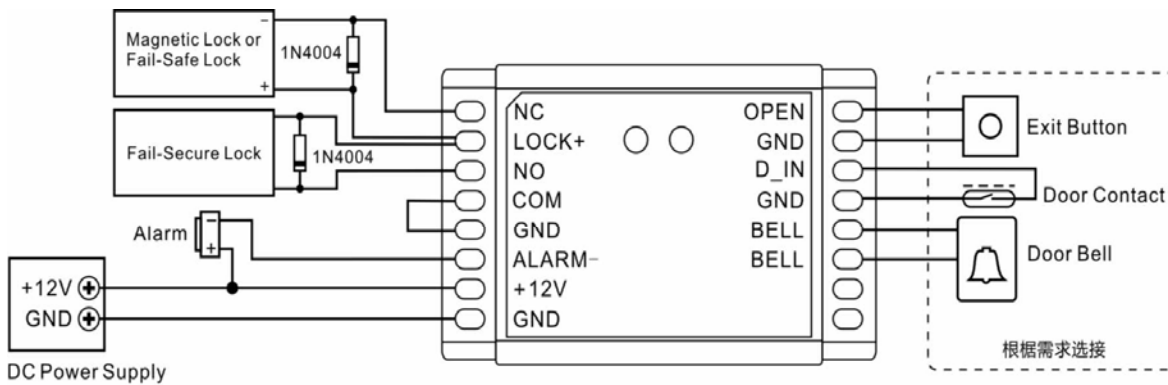 Magnetic Lock or
Fail-Safe Lock
−
+
1N4004
Fail-Secure Lock
1N4004
Alarm
−
+
+12V
GND
DC Power Supply
NC
LOCK+
NO
COM
GND
ALARM−
+12V
GND
OPEN
GND
D_IN
GND
BELL
BELL
Exit Button
Door Contact
Door Bell
根据需求选接